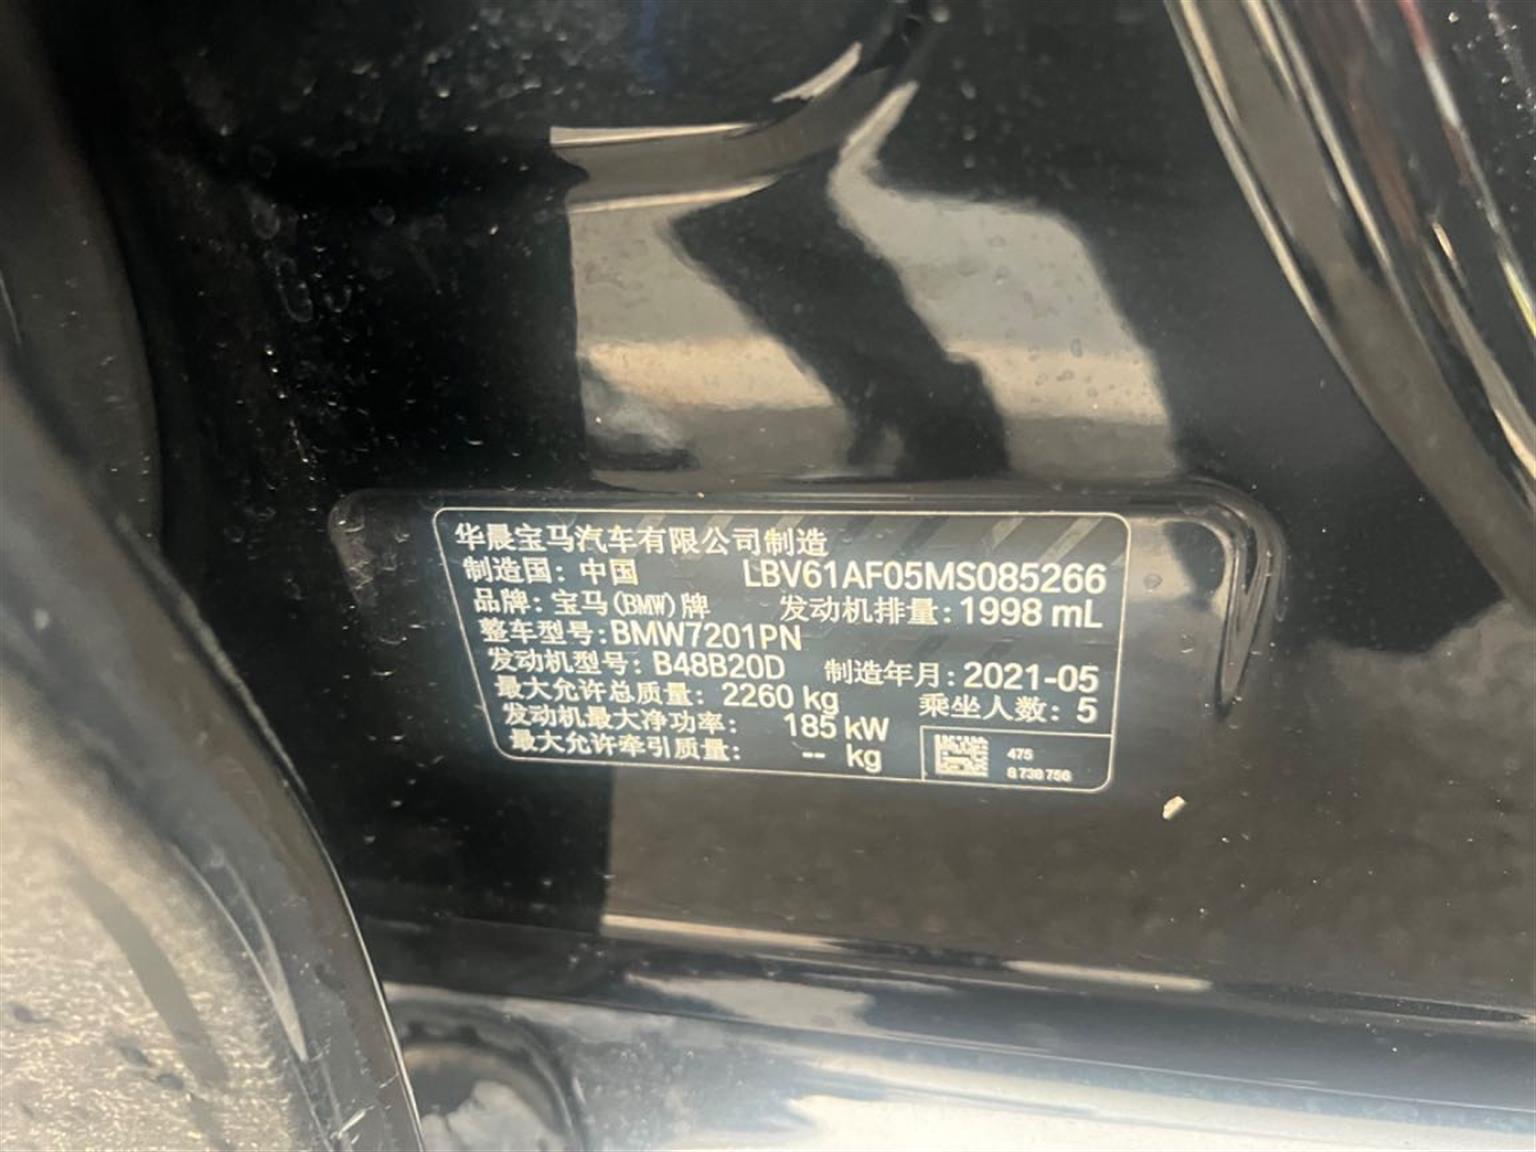 华晨宝马汽车有限公司制造
制造国：中国 LBV61AF05MS085266
品牌：宝马(BMW)牌 发动机排量：1998 mL
整车型号：BMW7201PN
发动机型号：B48B20D 制造年月：2021-05
最大允许总质量：2260 kg 乘坐人数：5
发动机最大净功率：185 kW
最大允许牵引质量：-- kg
475
8 738 756